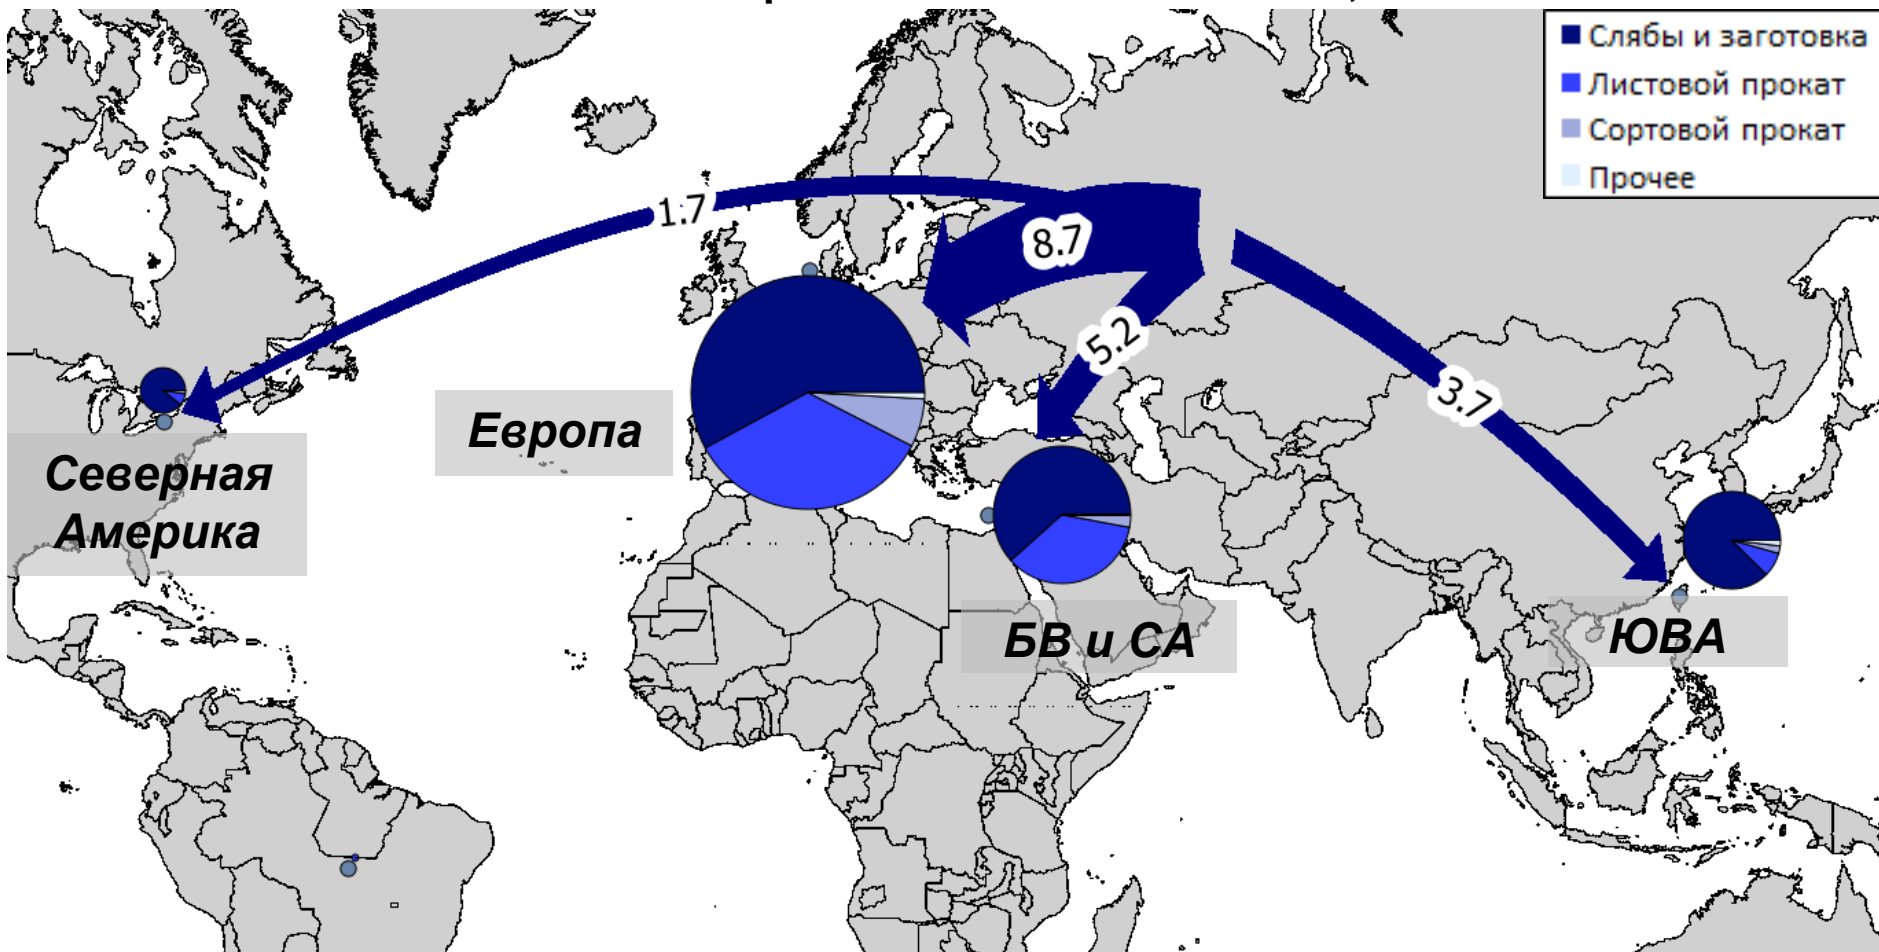 Слябы и заготовка
Листовой прокат
Сортовой прокат
Прочее
1.7
8.7
5.2
3.7
Европа
Северная
Америка
БВ и СА
ЮВА